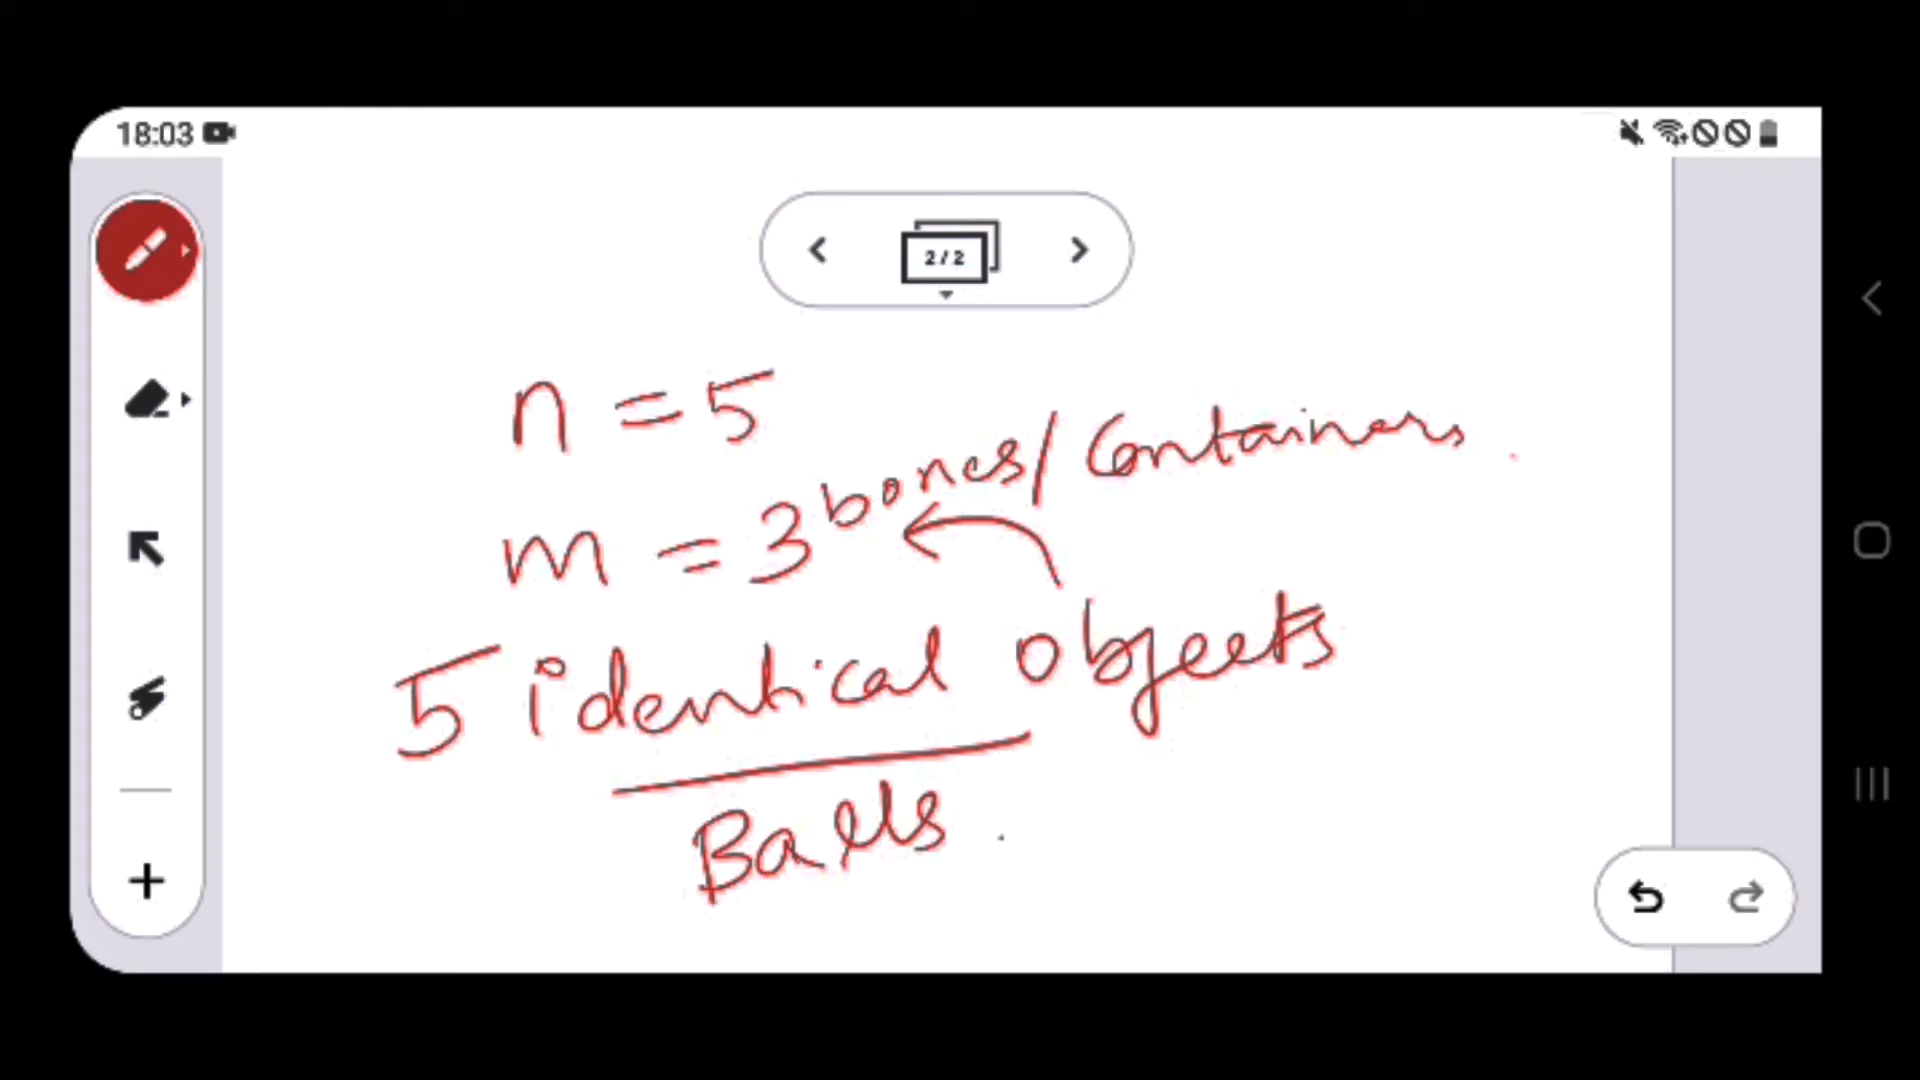 18:03
2/2
n = 5
m = 3 bones/Containers.
5 identical objects
Balls.